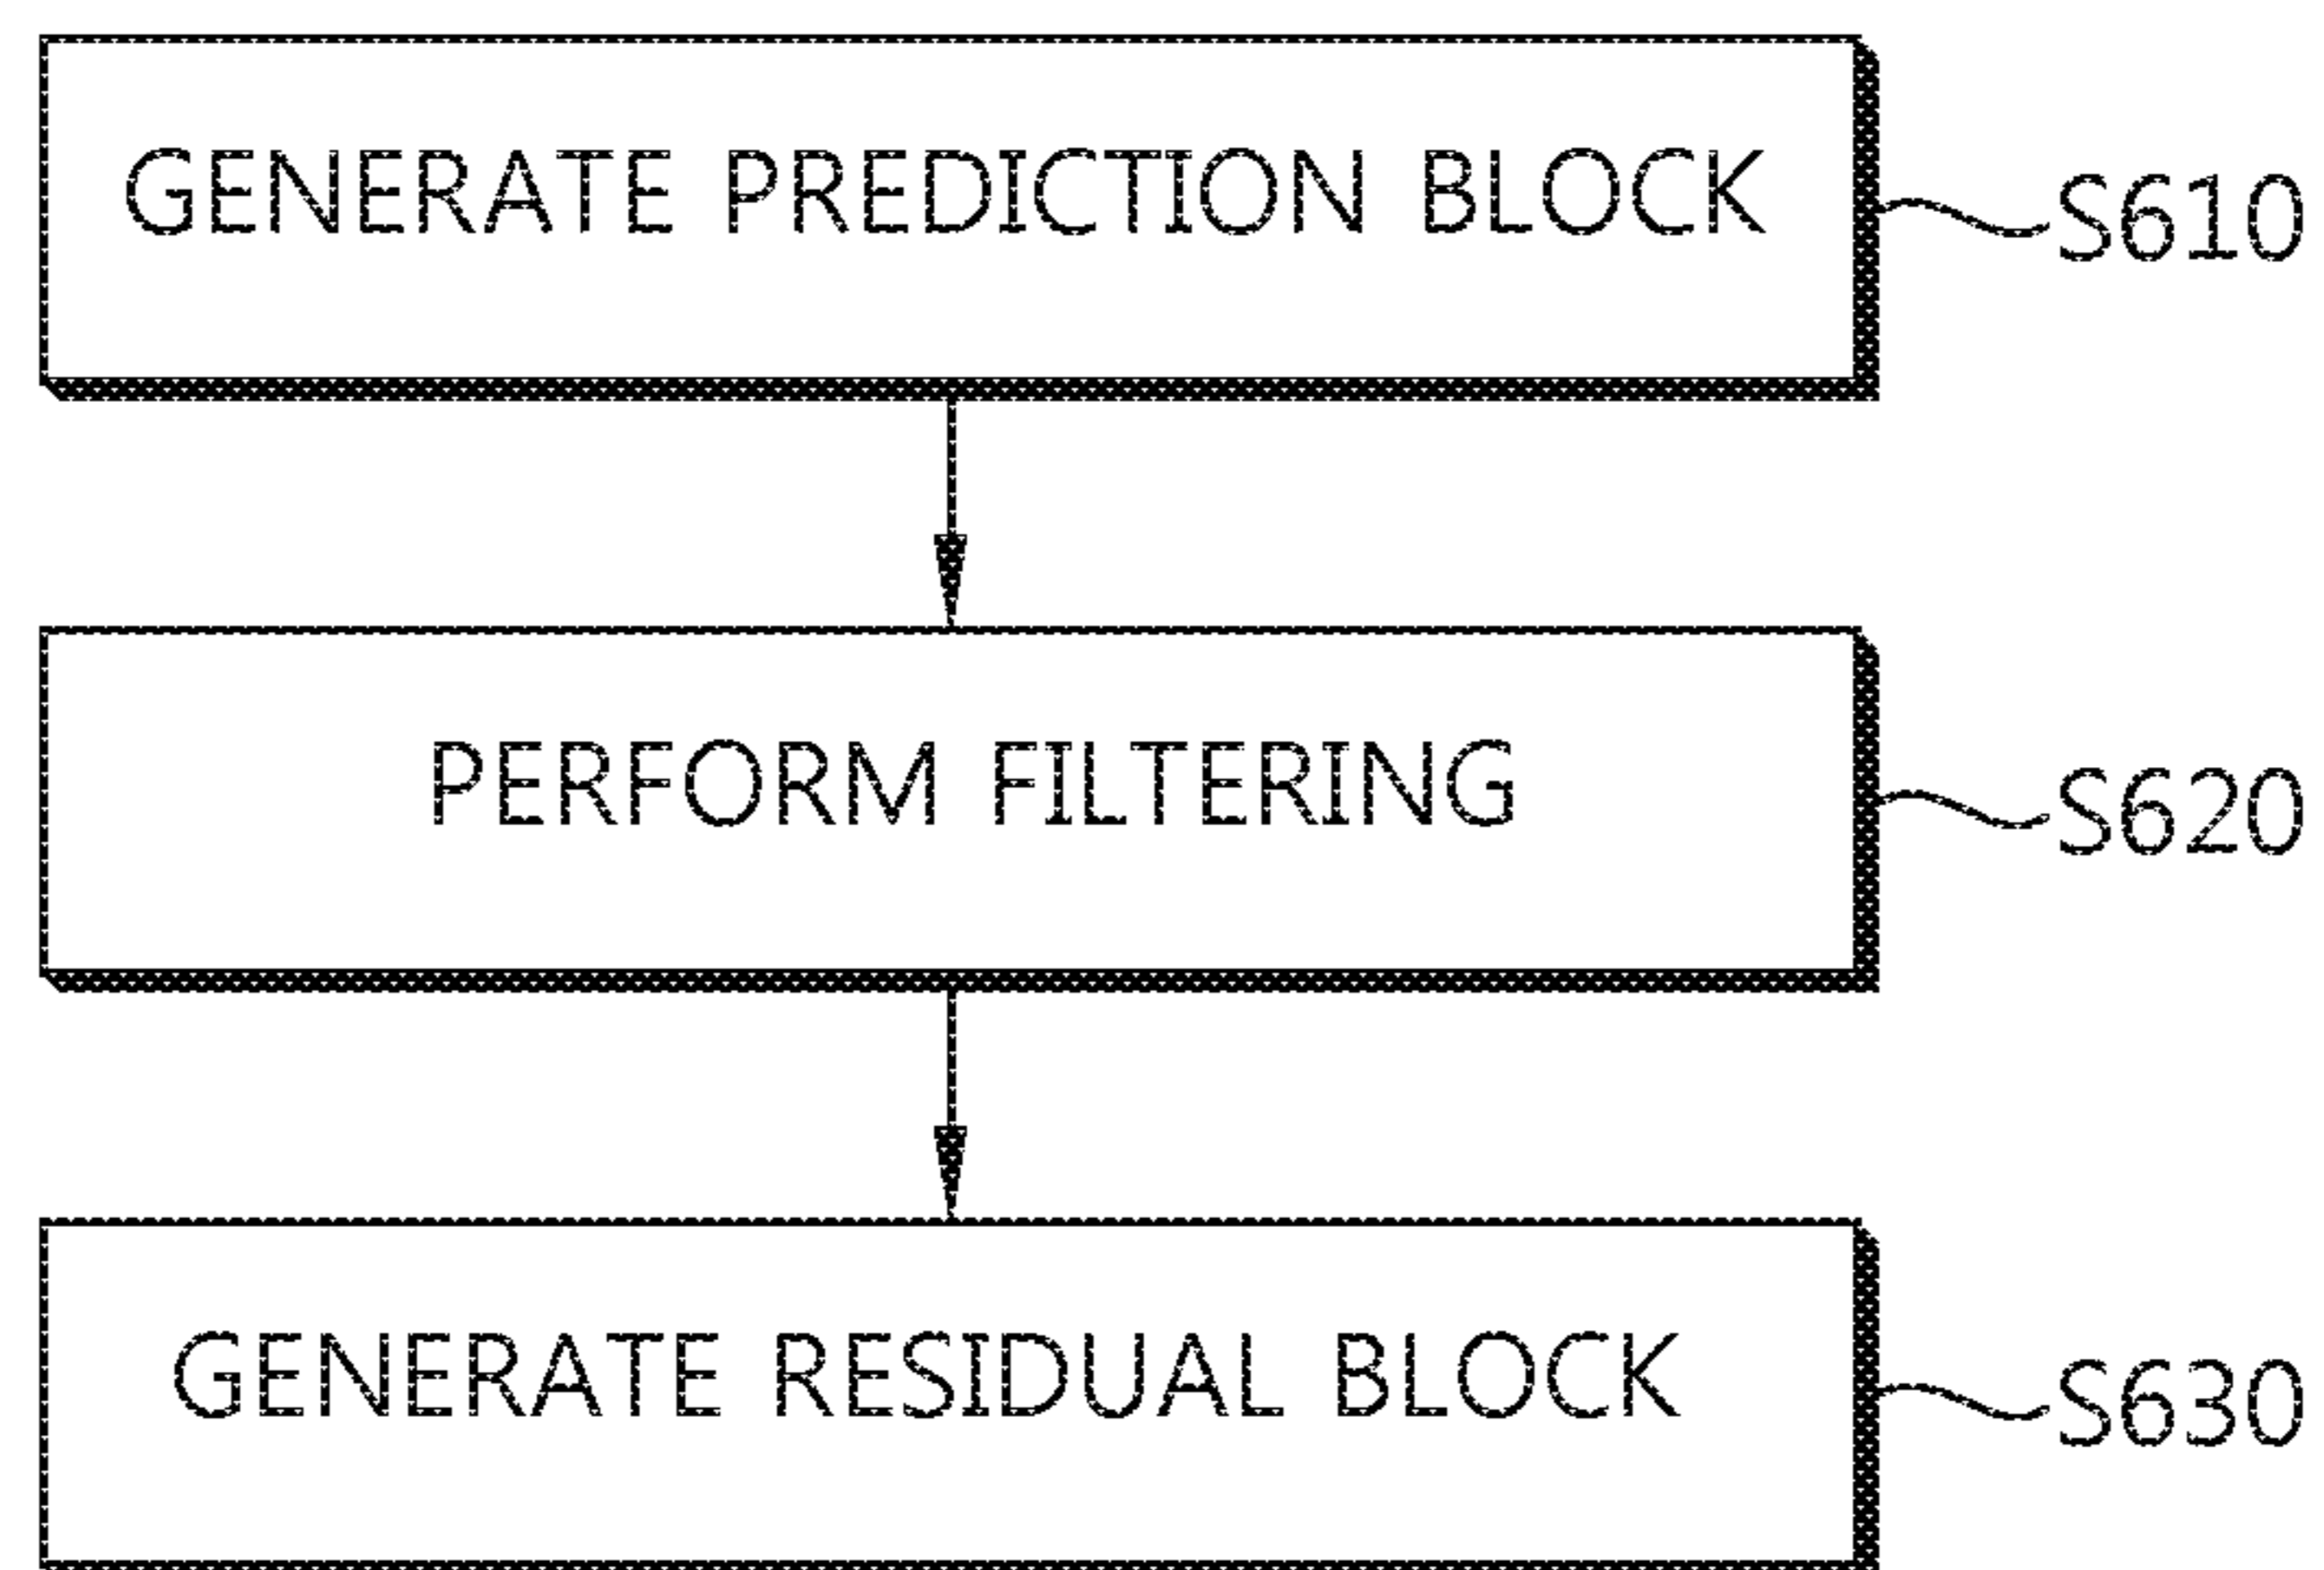 GENERATE PREDICTION BLOCK
S610
PERFORM FILTERING
S620
GENERATE RESIDUAL BLOCK
S630